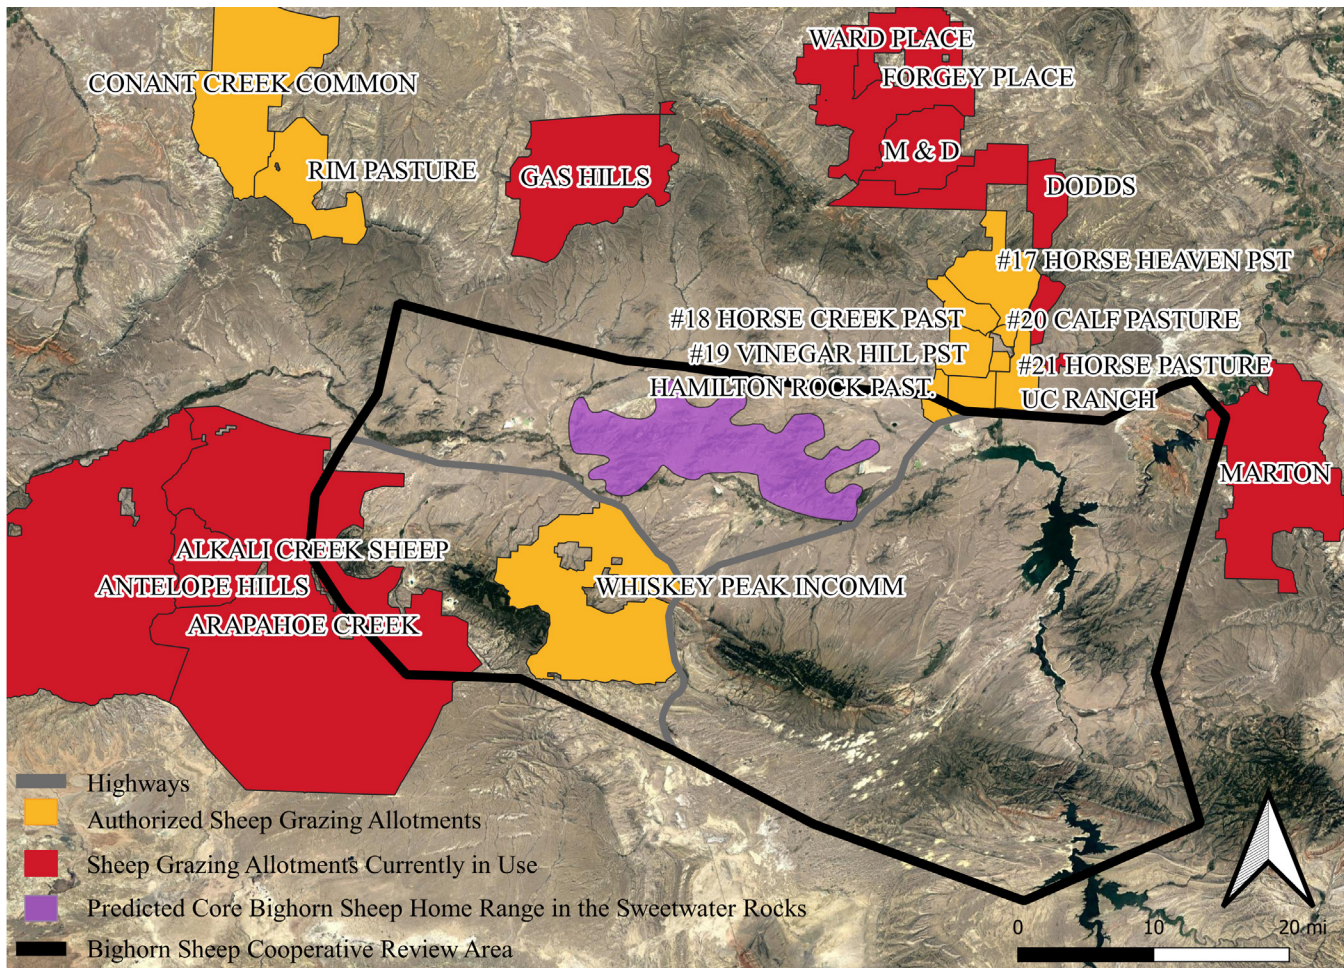 WARD PLACE
CONANT CREEK COMMON
FORGEY PLACE
M & D
RIM PASTURE
GAS HILLS
DODDS
#17 HORSE HEAVEN PST
#18 HORSE CREEK PAST
#20 CALF PASTURE
#19 VINEGAR HILL PST
#21 HORSE PASTURE
HAMILTON ROCK PAST.
UC RANCH
MARTON
ALKALI CREEK SHEEP
ANTELOPE HILLS
WHISKEY PEAK INCOMM
ARAPAHOE CREEK
Highways
Authorized Sheep Grazing Allotments
Sheep Grazing Allotments Currently in Use
Predicted Core Bighorn Sheep Home Range in the Sweetwater Rocks
Bighorn Sheep Cooperative Review Area
0 10 20 mi